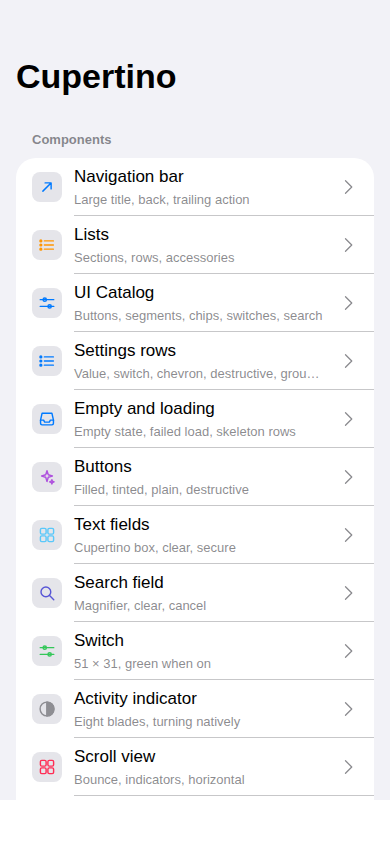 Cupertino
Components
Navigation bar
Large title, back, trailing action
Lists
Sections, rows, accessories
UI Catalog
Buttons, segments, chips, switches, search
Settings rows
Value, switch, chevron, destructive, grou…
Empty and loading
Empty state, failed load, skeleton rows
Buttons
Filled, tinted, plain, destructive
Text fields
Cupertino box, clear, secure
Search field
Magnifier, clear, cancel
Switch
51 × 31, green when on
Activity indicator
Eight blades, turning natively
Scroll view
Bounce, indicators, horizontal